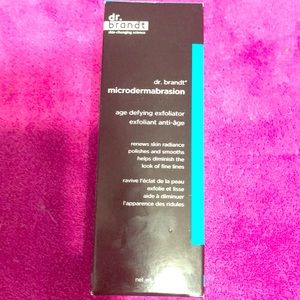 dr.
brandt
skin-changing science
dr. brandt®
microdermabrasion
age defying exfoliator
exfoliant anti-âge
renews skin radiance
polishes and smooths
helps diminish the
look of fine lines
ravive l'éclat de la peau
exfolie et lisse
aide à diminuer
l'apparence des ridules
net wt.